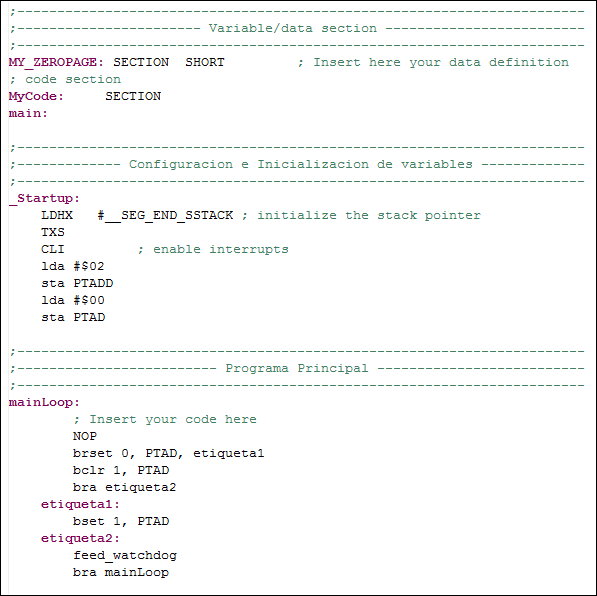 ;-----------------------------------------------------------------------
;----------------------- Variable/data section -------------------------
;-----------------------------------------------------------------------
MY_ZEROPAGE: SECTION  SHORT         ; Insert here your data definition
; code section
MyCode:     SECTION
main:

;-----------------------------------------------------------------------
;------------- Configuracion e Inicializacion de variables -------------
;-----------------------------------------------------------------------
_Startup:
    LDHX   #__SEG_END_SSTACK ; initialize the stack pointer
    TXS
    CLI         ; enable interrupts
    lda #$02
    sta PTADD
    lda #$00
    sta PTAD

;-----------------------------------------------------------------------
;------------------------- Programa Principal --------------------------
;-----------------------------------------------------------------------
mainLoop:
        ; Insert your code here
        NOP
        brset 0, PTAD, etiqueta1
        bclr 1, PTAD
        bra etiqueta2
    etiqueta1:
        bset 1, PTAD
    etiqueta2:
        feed_watchdog
        bra mainLoop